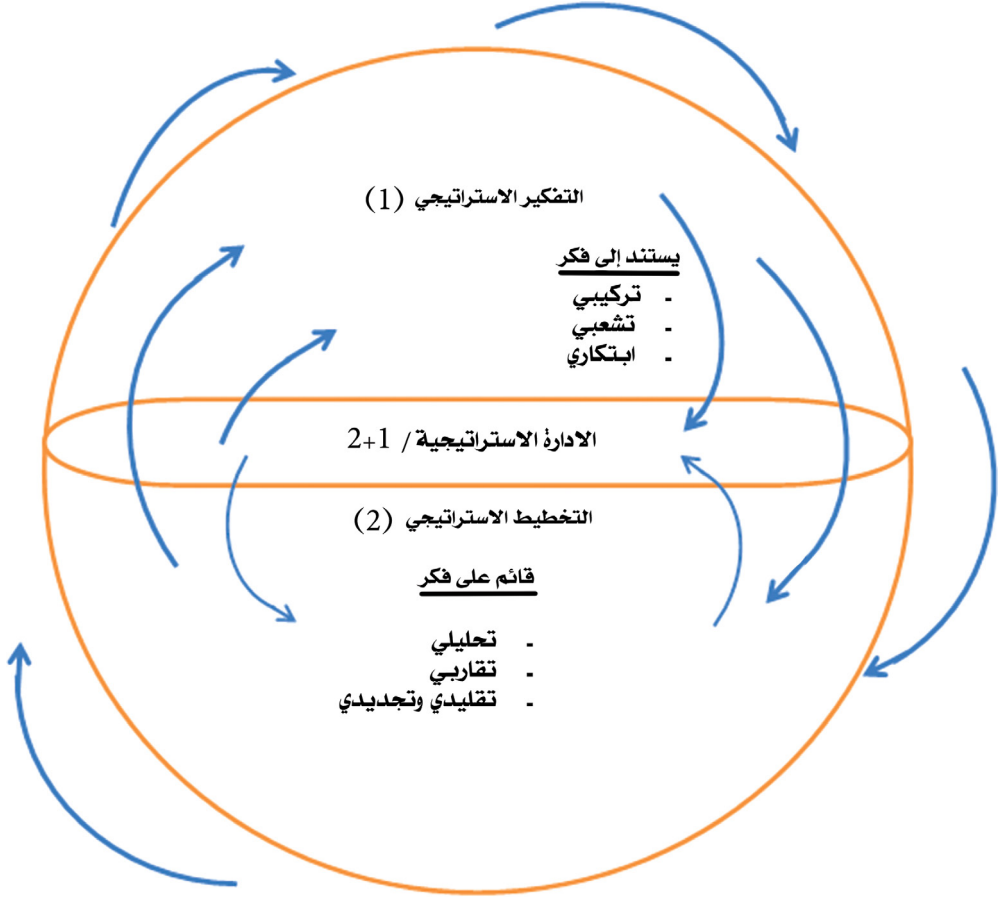 التفكير الاستراتيجي (1)
يستند إلى فكر
- تركيبي
- تشعبي
- ابتكاري
الادارة الاستراتيجية / 1+2
التخطيط الاستراتيجي (2)
قائم على فكر
- تحليلي
- تقاربي
- تقليدي وتجديدي